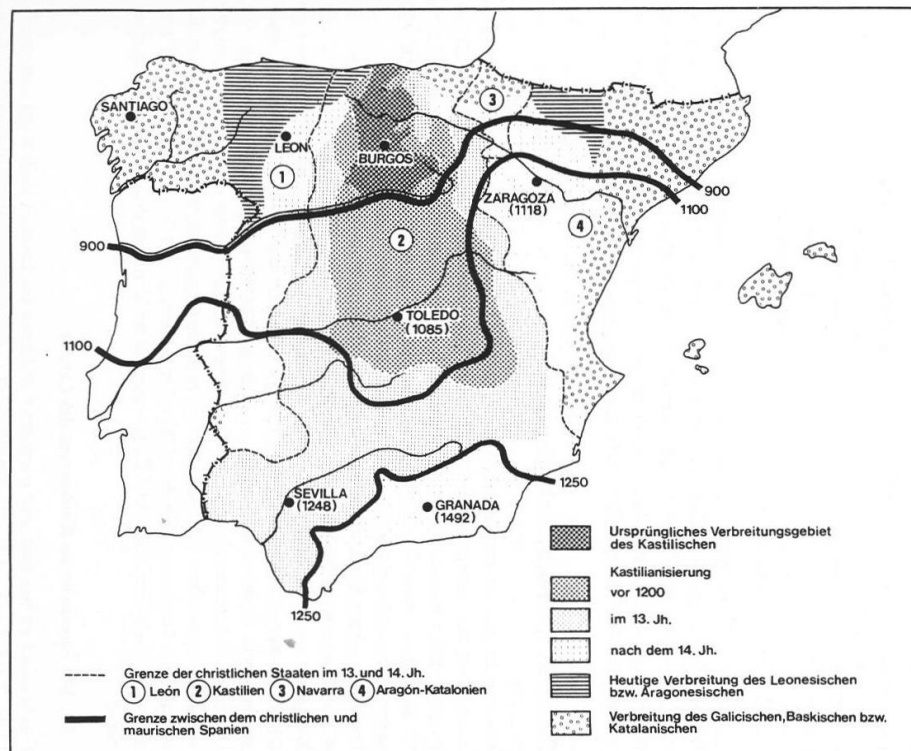 SANTIAGO
LEON
1
BURGOS
3
900
1100
ZARAGOZA
(1118)
4
2
900
TOLEDO
(1085)
1100
SEVILLA
(1248)
GRANADA
(1492)
1250
1250
Ursprüngliches Verbreitungsgebiet
des Kastilischen
Kastilianisierung
vor 1200
im 13. Jh.
nach dem 14. Jh.
Heutige Verbreitung des Leonesischen
bzw. Aragonesischen
Verbreitung des Galicischen, Baskischen bzw.
Katalanischen
Grenze der christlichen Staaten im 13. und 14. Jh.
1 León 2 Kastilien 3 Navarra 4 Aragón-Katalonien
Grenze zwischen dem christlichen und
maurischen Spanien